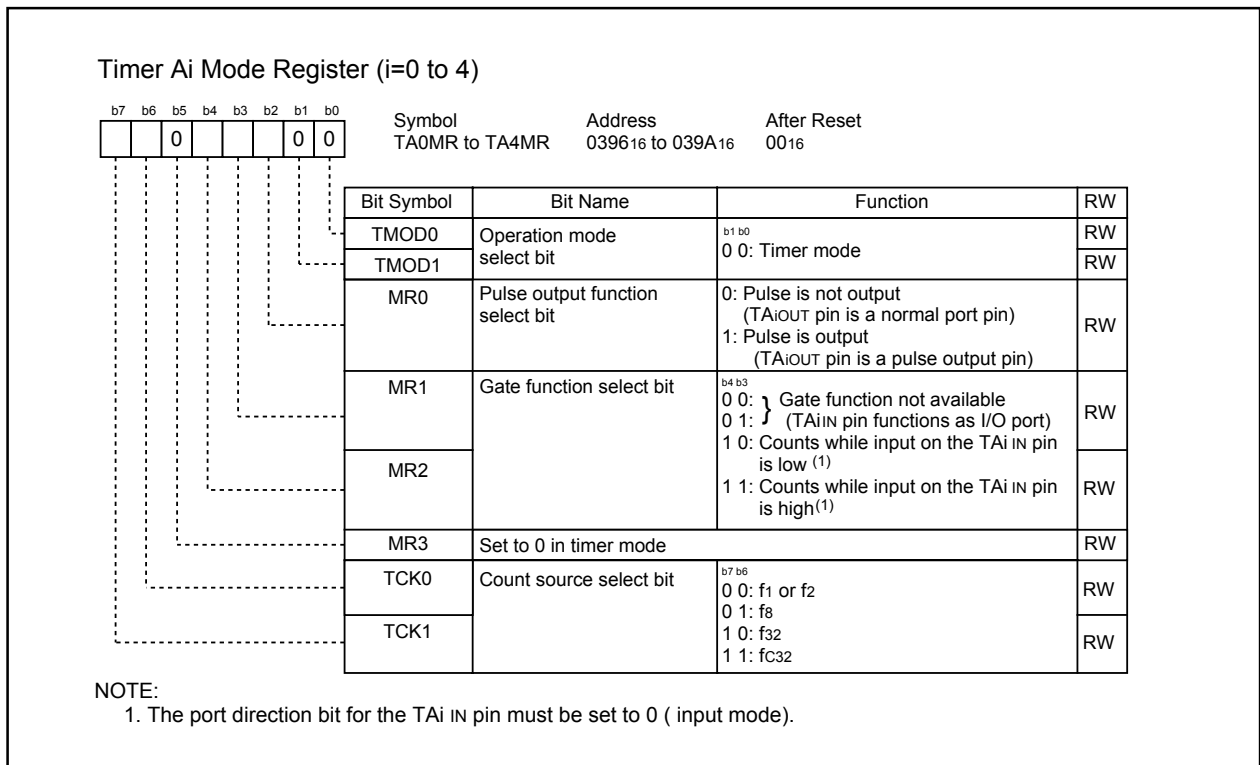 Timer Ai Mode Register (i=0 to 4)
b7 b6 b5 b4 b3 b2 b1 b0
0 0 0
Symbol Address After Reset
TA0MR to TA4MR 039616 to 039A16 0016
Bit Symbol Bit Name Function RW
TMOD0 Operation mode select bit b1 b0 RW
TMOD1 0 0: Timer mode RW
MR0 Pulse output function select bit 0: Pulse is not output RW
(TAiOUT pin is a normal port pin)
1: Pulse is output
(TAiOUT pin is a pulse output pin)
MR1 Gate function select bit b4 b3 RW
0 0: } Gate function not available
0 1: (TAiIN pin functions as I/O port)
1 0: Counts while input on the TAi IN pin
is low (1)
MR2 1 1: Counts while input on the TAi IN pin RW
is high(1)
MR3 Set to 0 in timer mode RW
TCK0 Count source select bit b7 b6 RW
0 0: f1 or f2
0 1: f8
TCK1 1 0: f32 RW
1 1: fC32
NOTE:
1. The port direction bit for the TAi IN pin must be set to 0 ( input mode).